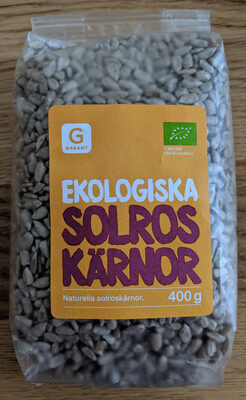 G
GARANT
EKOLOGISKA
SOLROS
KÄRNOR
Naturella solroskärnor.
400 g